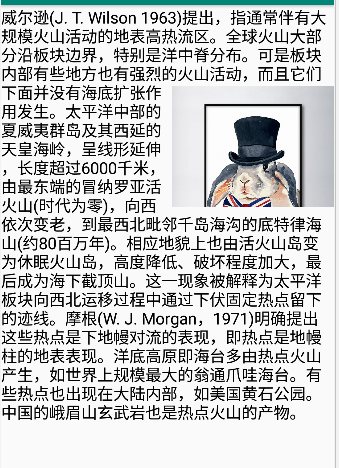 威尔逊(J. T. Wilson 1963)提出，指通常伴有大
规模火山活动的地表高热流区。全球火山大部
分沿板块边界，特别是洋中脊分布。可是板块
内部有些地方也有强烈的火山活动，而且它们
下面并没有海底扩张作
用发生。太平洋中部的
夏威夷群岛及其西延的
天皇海岭，呈线形延伸
，长度超过6000千米，
由最东端的冒纳罗亚活
火山(时代为零)，向西
依次变老，到最西北毗邻千岛海沟的底特律海
山(约80百万年)。相应地貌上也由活火山岛变
为休眠火山岛，高度降低、破坏程度加大，最
后成为海下截顶山。这一现象被解释为太平洋
板块向西北运移过程中通过下伏固定热点留下
的迹线。摩根(W. J. Morgan，1971)明确提出
这些热点是下地幔对流的表现，即热点是地幔
柱的地表表现。洋底高原即海台多由热点火山
产生，如世界上规模最大的翁通爪哇海台。有
些热点也出现在大陆内部，如美国黄石公园。
中国的峨眉山玄武岩也是热点火山的产物。